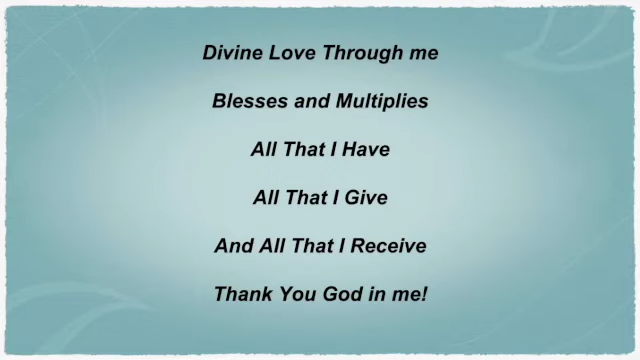 Divine Love Through me
Blesses and Multiplies
All That I Have
All That I Give
And All That I Receive
Thank You God in me!